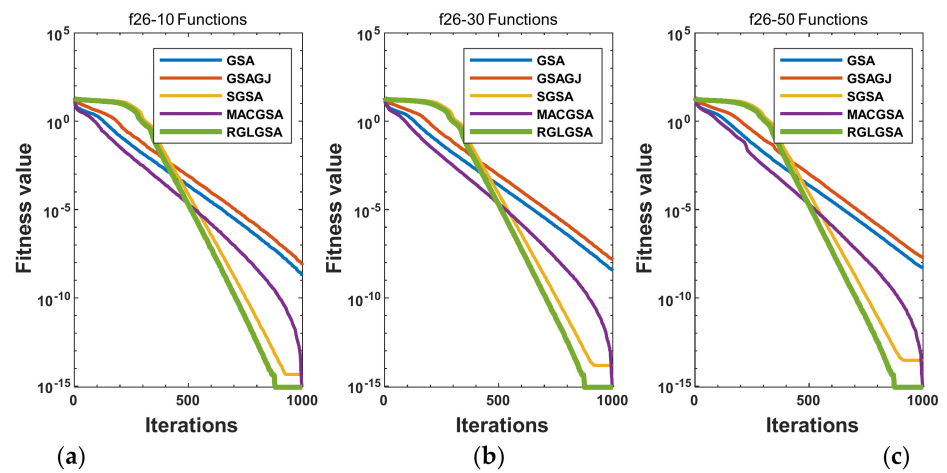 f26-10 Functions
10^5
10^0
10^-5
10^-10
10^-15
Fitness value
GSA
GSAGJ
SGSA
MACGSA
RGLGSA
0
500
1000
Iterations
(a)
f26-30 Functions
10^5
10^0
10^-5
10^-10
10^-15
Fitness value
GSA
GSAGJ
SGSA
MACGSA
RGLGSA
0
500
1000
Iterations
(b)
f26-50 Functions
10^5
10^0
10^-5
10^-10
10^-15
Fitness value
GSA
GSAGJ
SGSA
MACGSA
RGLGSA
0
500
1000
Iterations
(c)